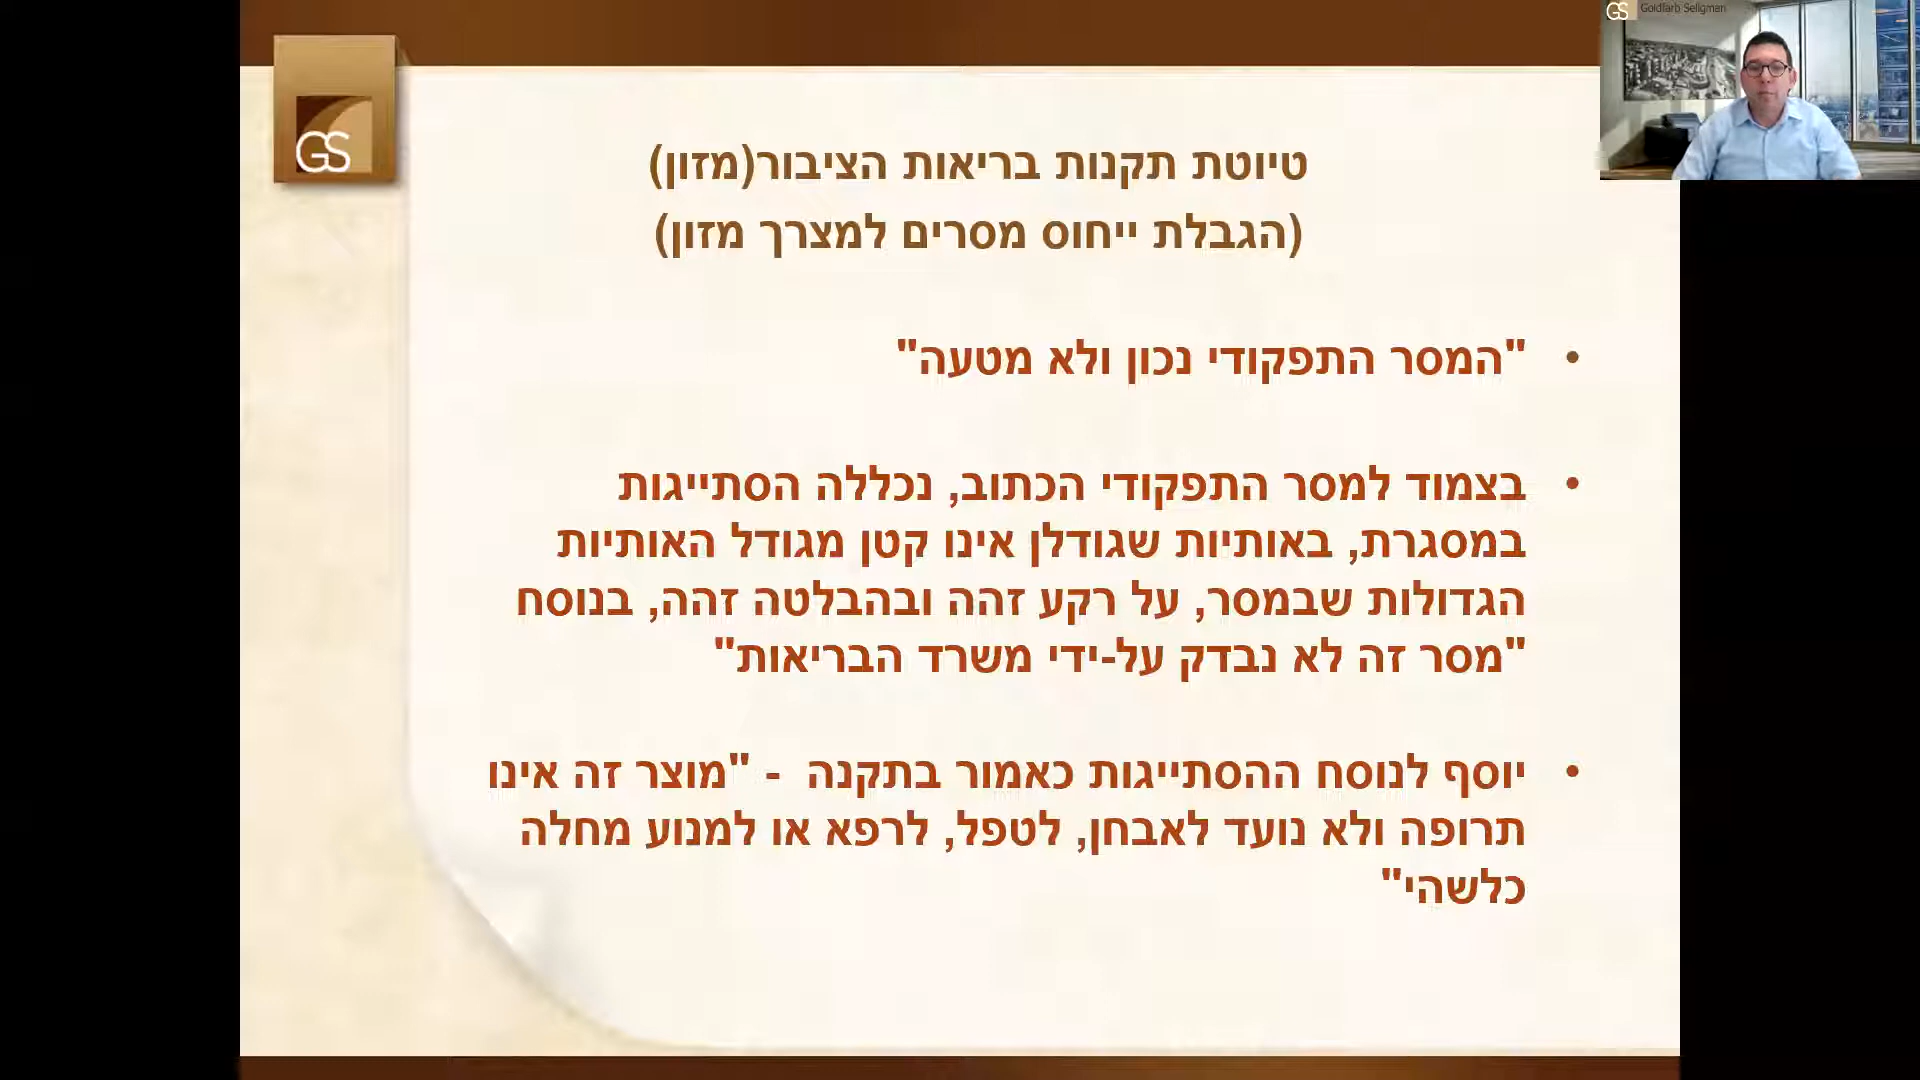 GS
Goldfarb Seligman
GS
טיוטת תקנות בריאות הציבור(מזון)
(הגבלת ייחוס מסרים למצרך מזון)
• "המסר התפקודי נכון ולא מטעה"
• בצמוד למסר התפקודי הכתוב, נכללה הסתייגות
במסגרת, באותיות שגודלן אינו קטן מגודל האותיות
הגדולות שבמסר, על רקע זהה ובהבלטה זהה, בנוסח
"מסר זה לא נבדק על-ידי משרד הבריאות"
• יוסף לנוסח ההסתייגות כאמור בתקנה - "מוצר זה אינו
תרופה ולא נועד לאבחן, לטפל, לרפא או למנוע מחלה
כלשהי"